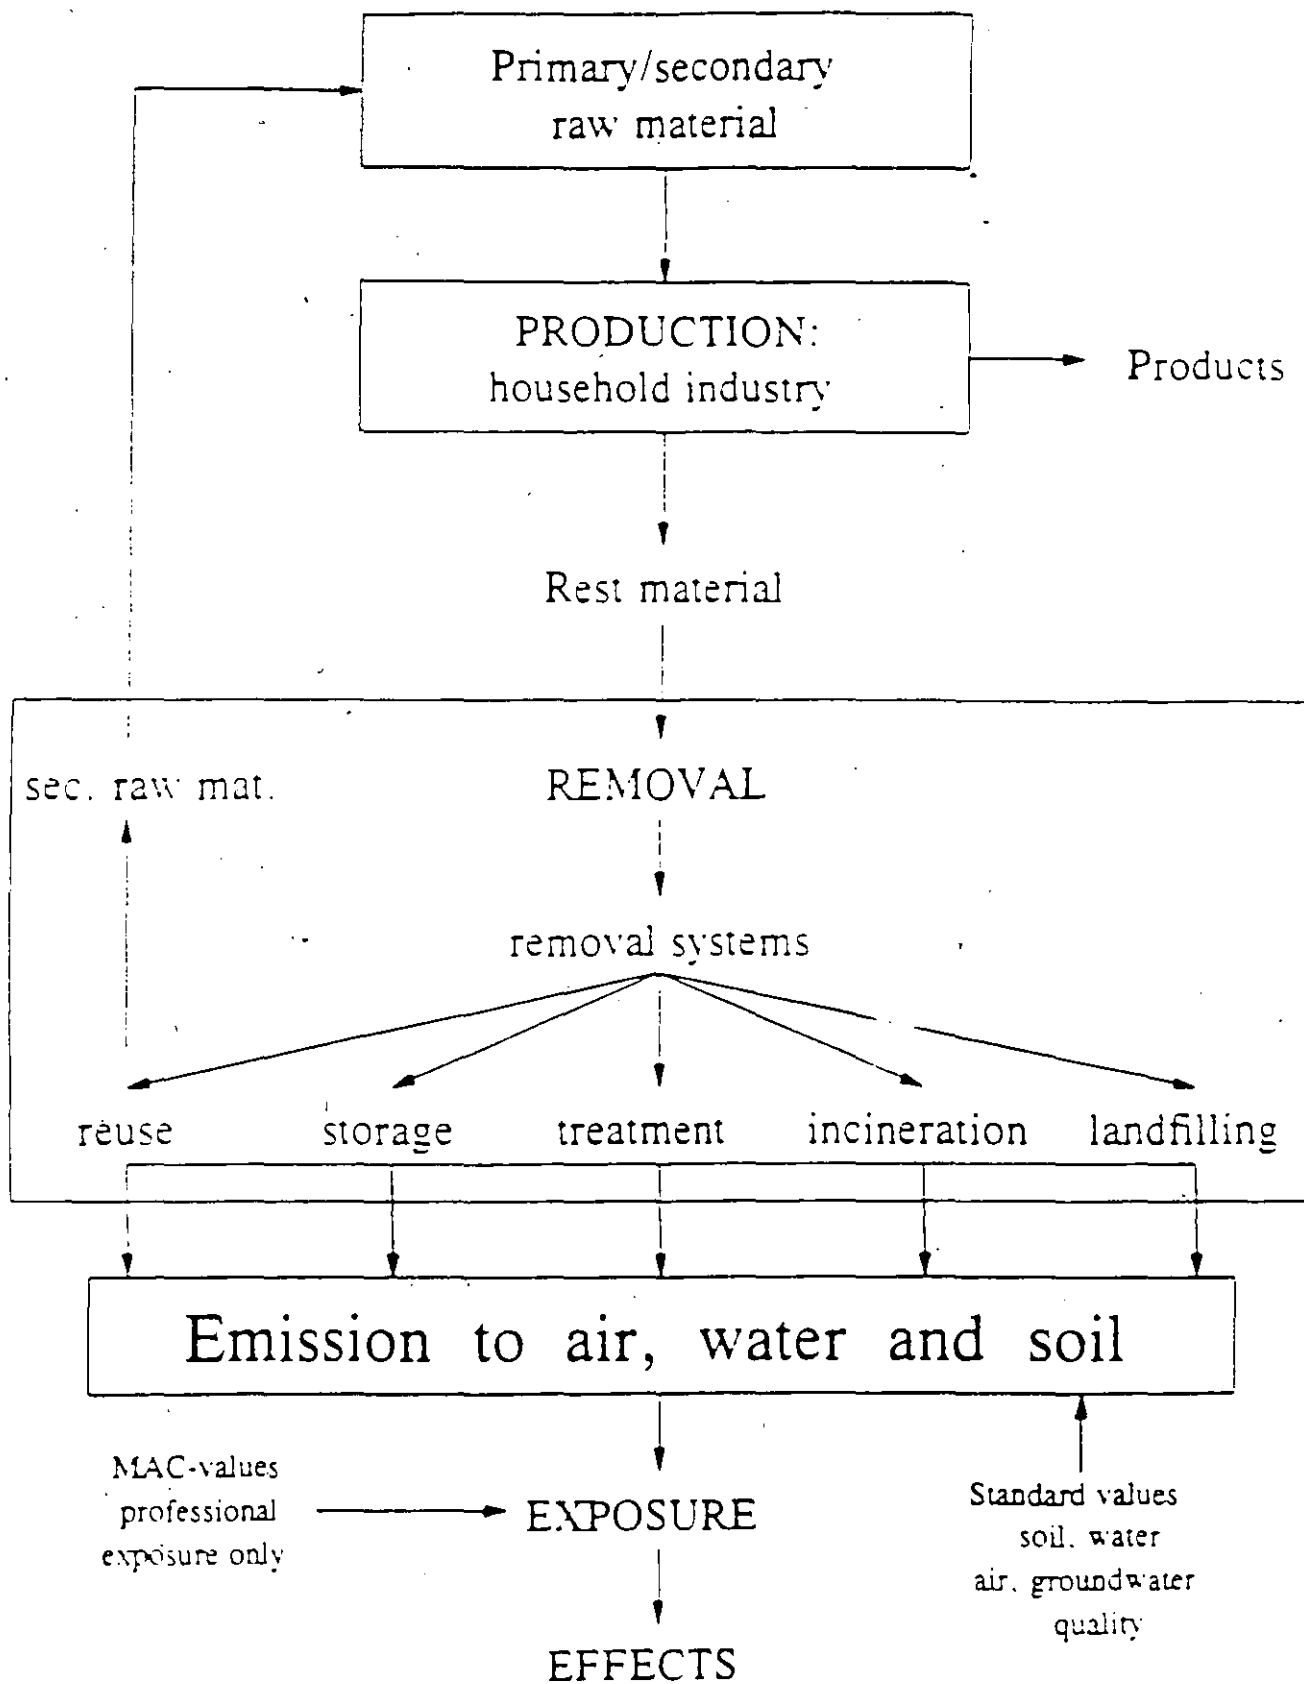 Primary/secondary
raw material
PRODUCTION:
household industry
Products
Rest material
sec. raw mat.
REMOVAL
removal systems
reuse
storage
treatment
incineration
landfilling
Emission to air, water and soil
MAC-values
professional
exposure only
EXPOSURE
Standard values
soil, water
air, groundwater
quality
EFFECTS